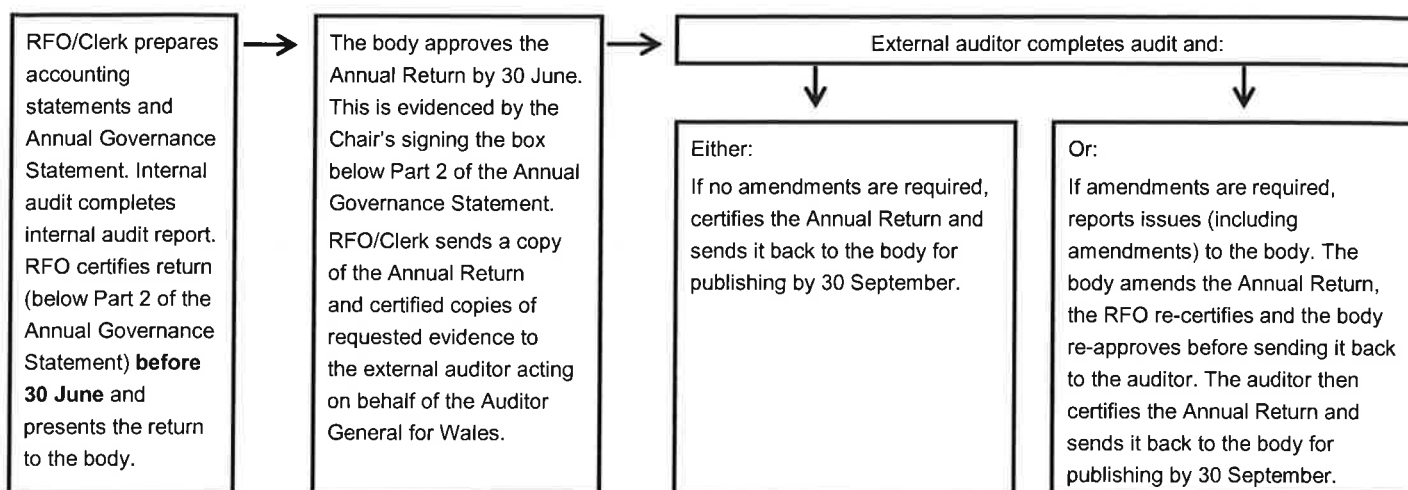 RFO/Clerk prepares
accounting
statements and
Annual Governance
Statement. Internal
audit completes
internal audit report.
RFO certifies return
(below Part 2 of the
Annual Governance
Statement) before
30 June and
presents the return
to the body.
The body approves the
Annual Return by 30 June.
This is evidenced by the
Chair's signing the box
below Part 2 of the Annual
Governance Statement.
RFO/Clerk sends a copy
of the Annual Return
and certified copies of
requested evidence to
the external auditor acting
on behalf of the Auditor
General for Wales.
External auditor completes audit and:
Either:
If no amendments are required,
certifies the Annual Return and
sends it back to the body for
publishing by 30 September.
Or:
If amendments are required,
reports issues (including
amendments) to the body. The
body amends the Annual Return,
the RFO re-certifies and the body
re-approves before sending it back
to the auditor. The auditor then
certifies the Annual Return and
sends it back to the body for
publishing by 30 September.